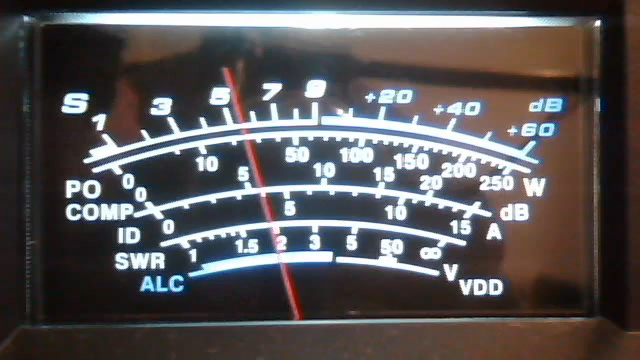 S 1 3 5 7 9 +20 +40 +60 dB
PO 0 10 50 100 150 200 250 W
COMP 0 5 10 15 20 dB
ID 0 5 10 15 A
SWR 1 1.5 2 3 5 50 ∞
ALC V VDD